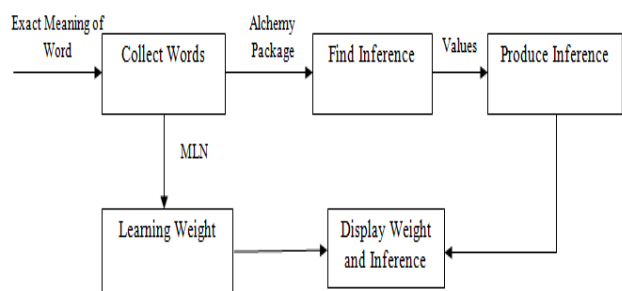 Exact Meaning of
Word
Collect Words
Alchemy
Package
Find Inference
Values
Produce Inference
MLN
Learning Weight
Display Weight
and Inference